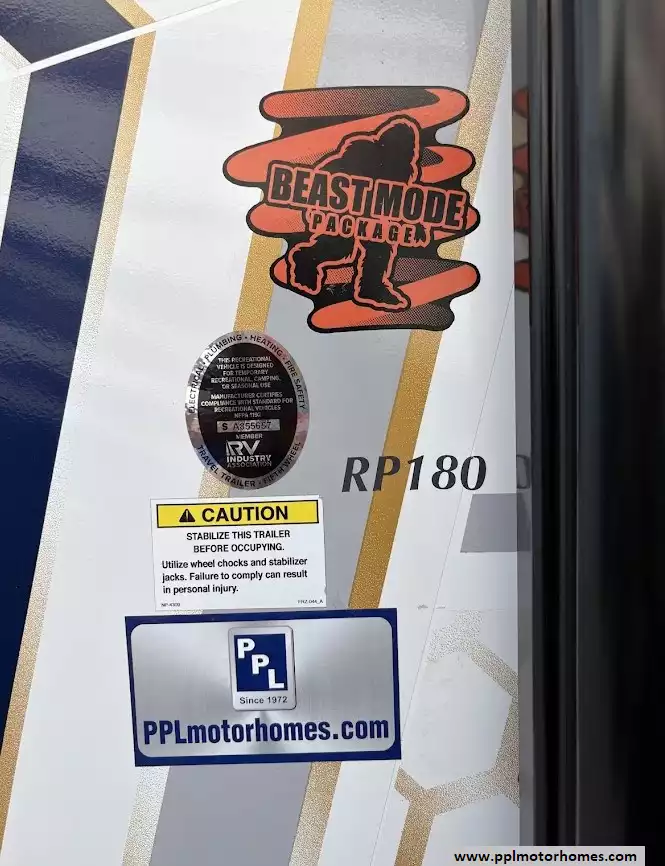 BEAST MODE
PACKAGE
ELECTRICAL • PLUMBING • HEATING • FIRE SAFETY
THIS RECREATIONAL
VEHICLE IS DESIGNED
FOR TEMPORARY
RECREATIONAL, CAMPING,
OR SEASONAL USE
MANUFACTURER CERTIFIES
COMPLIANCE WITH STANDARD FOR
RECREATIONAL VEHICLES
NFPA 1192
MEMBER
RV
INDUSTRY
ASSOCIATION
TRAVEL TRAILER • FIFTH WHEEL
RP180
CAUTION
STABILIZE THIS TRAILER
BEFORE OCCUPYING.
Utilize wheel chocks and stabilizer
jacks. Failure to comply can result
in personal injury.
PPL
Since 1972
PPLmotorhomes.com
www.pplmotorhomes.com